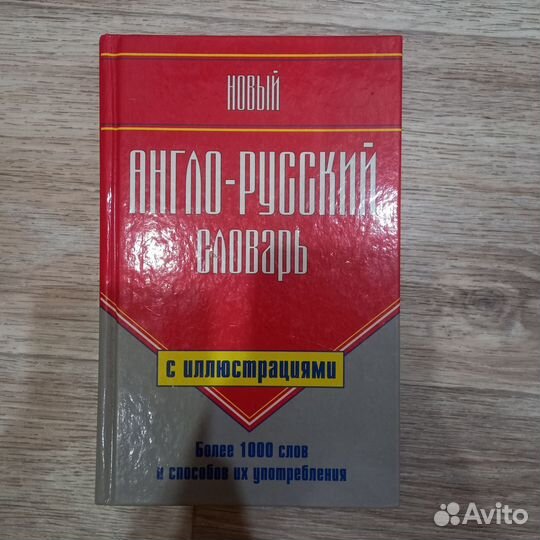 НОВЫЙ
АНГЛО-РУССКИЙ
СЛОВАРЬ
с иллюстрациями
Более 1000 слов
и способов их употребления
Avito